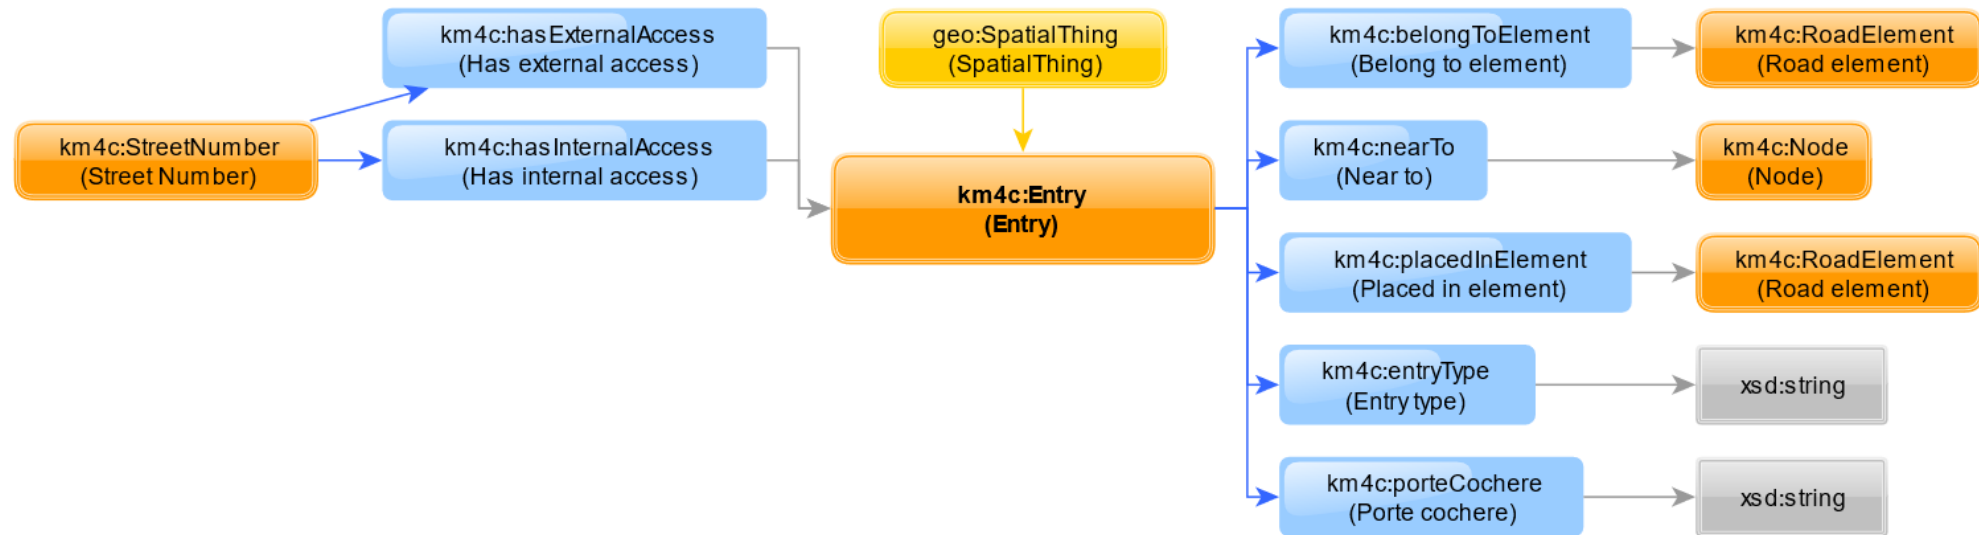 km4c:StreetNumber
(Street Number)
km4c:hasExternalAccess
(Has external access)
km4c:hasInternalAccess
(Has internal access)
geo:SpatialThing
(SpatialThing)
km4c:Entry
(Entry)
km4c:belongToElement
(Belong to element)
km4c:RoadElement
(Road element)
km4c:nearTo
(Near to)
km4c:Node
(Node)
km4c:placedInElement
(Placed in element)
km4c:RoadElement
(Road element)
km4c:entryType
(Entry type)
xsd:string
km4c:porteCochere
(Porte cochere)
xsd:string